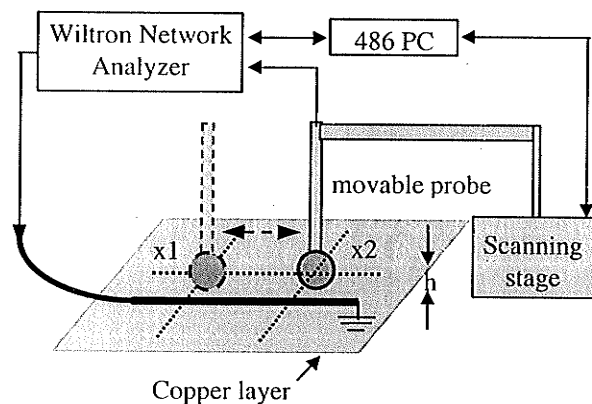 Wiltron Network
Analyzer
486 PC
movable probe
x1
x2
h
Scanning
stage
Copper layer